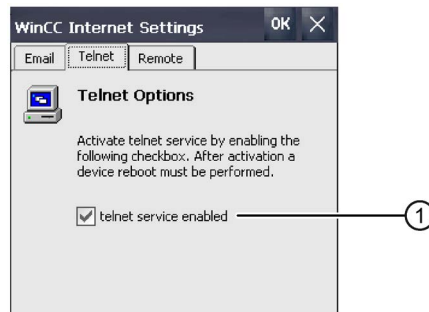 WinCC Internet Settings OK
Email Telnet Remote
Telnet Options
Activate telnet service by enabling the
following checkbox. After activation a
device reboot must be performed.
telnet service enabled 1